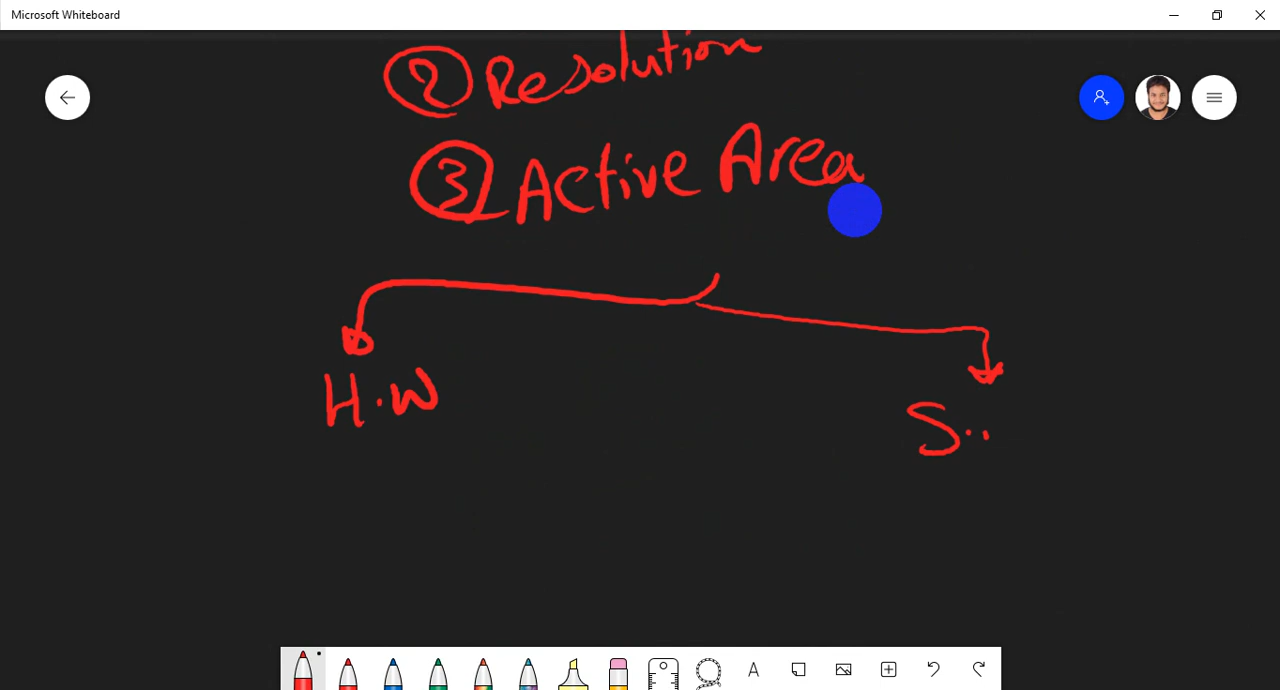 Microsoft Whiteboard
② Resolution
③ Active Area
H.W
S..
A